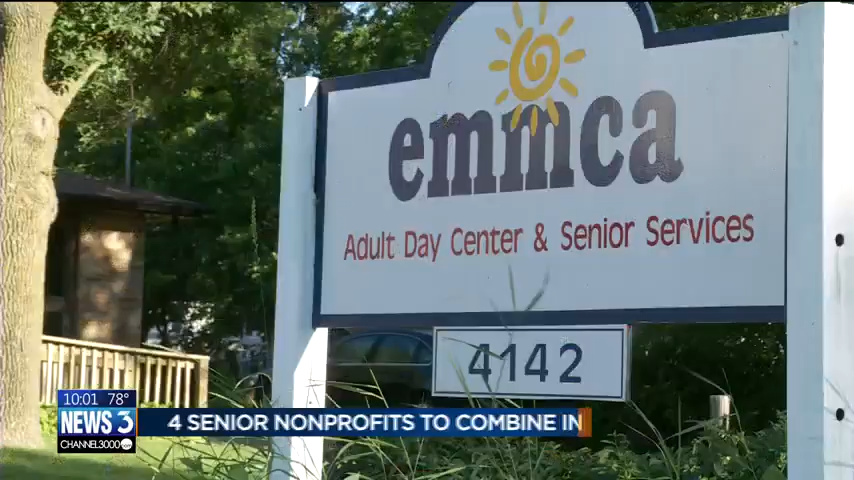 emmca
Adult Day Center & Senior Services
4142
10:01 78°
NEWS 3
CHANNEL3000
4 SENIOR NONPROFITS TO COMBINE IN